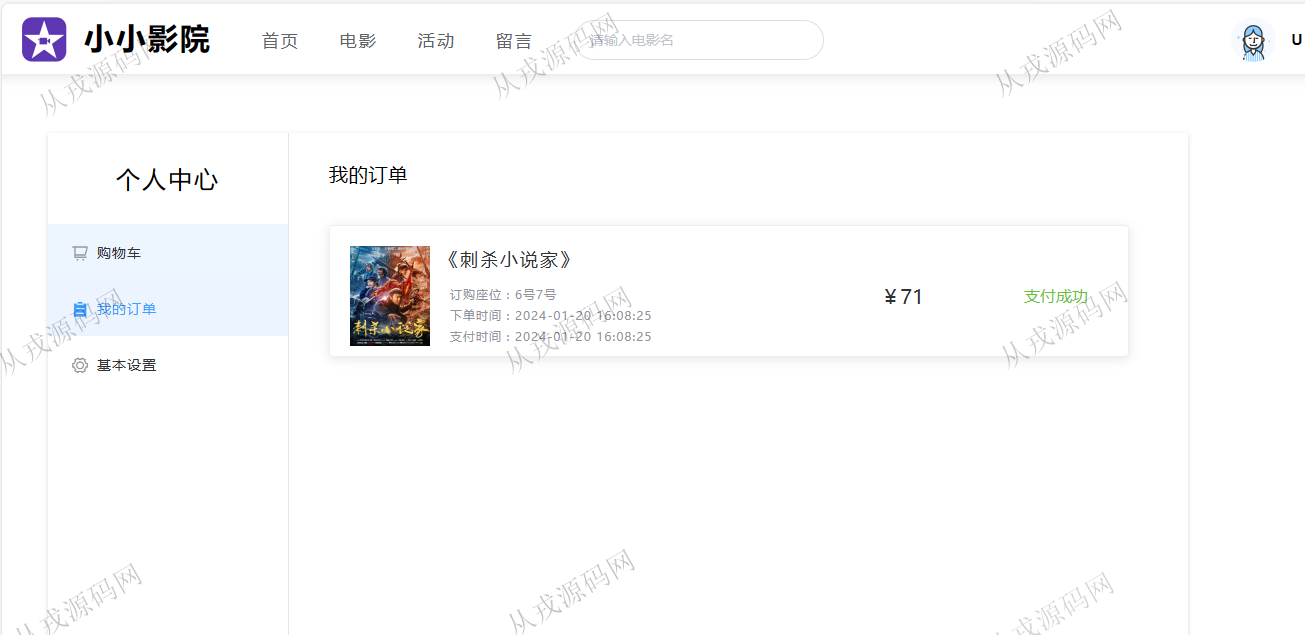 小小影院
首页
电影
活动
留言
请输入电影名
U
个人中心
购物车
我的订单
基本设置
我的订单
刺杀小说家
《刺杀小说家》
订购座位：6号7号
下单时间：2024-01-20 16:08:25
支付时间：2024-01-20 16:08:25
¥71
支付成功
从戎源码网
从戎源码网
从戎源码网
从戎源码网
从戎源码网
从戎源码网
从戎源码网
从戎源码网
从戎源码网